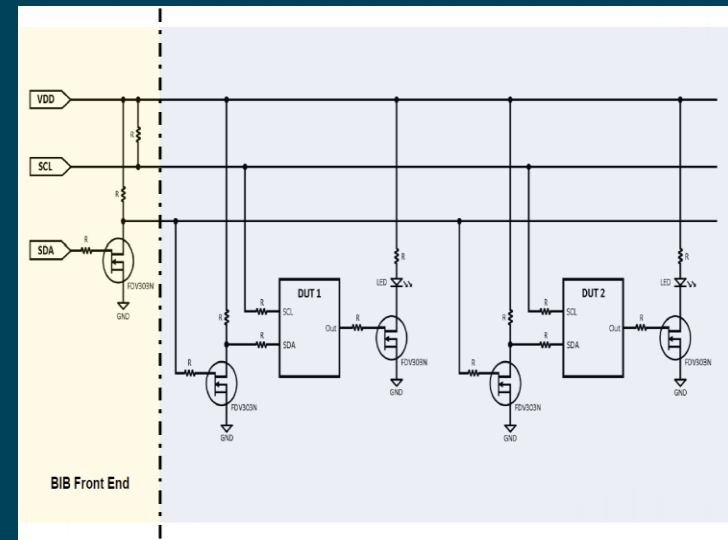 VDD
R
SCL
R
SDA
R
FDV303N
GND
R
LED
R
LED
DUT 1
DUT 2
R
SCL
R
SCL
R
Out
R
R
Out
R
R
SDA
R
SDA
FDV303N
FDV303N
R
R
GND
GND
FDV303N
FDV303N
GND
GND
BIB Front End